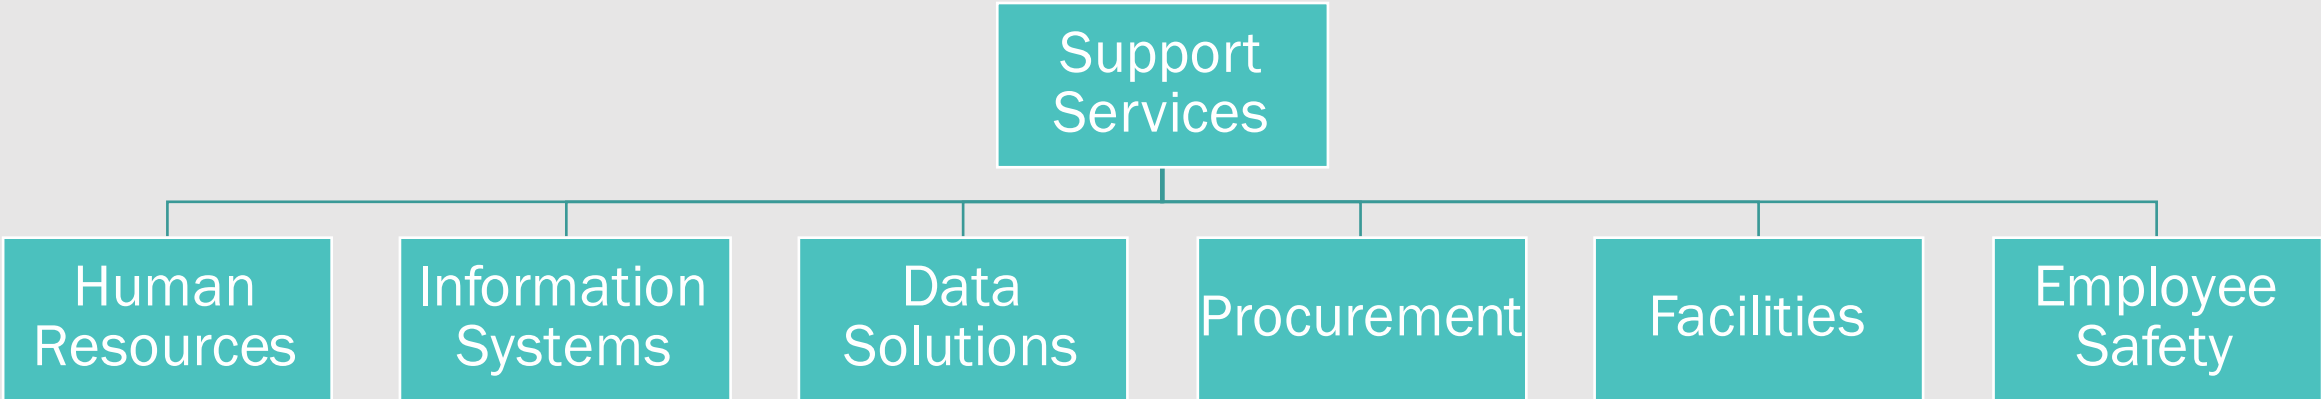 Support
Services
Human
Resources
Information
Systems
Data
Solutions
Procurement
Facilities
Employee
Safety